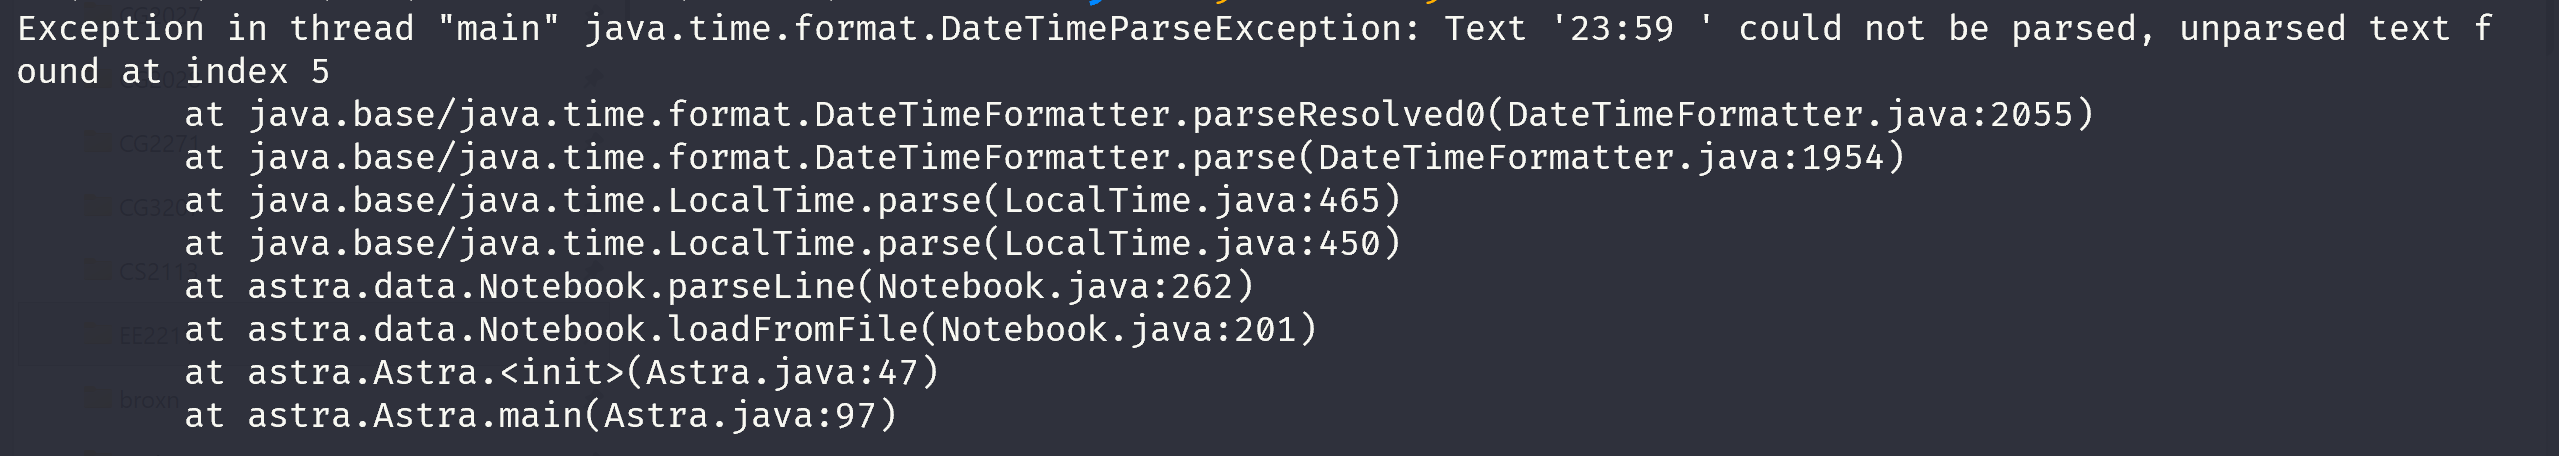 Exception in thread "main" java.time.format.DateTimeParseException: Text '23:59 ' could not be parsed, unparsed text f
ound at index 5
at java.base/java.time.format.DateTimeFormatter.parseResolved0(DateTimeFormatter.java:2055)
at java.base/java.time.format.DateTimeFormatter.parse(DateTimeFormatter.java:1954)
at java.base/java.time.LocalTime.parse(LocalTime.java:465)
at java.base/java.time.LocalTime.parse(LocalTime.java:450)
at astra.data.Notebook.parseLine(Notebook.java:262)
at astra.data.Notebook.loadFromFile(Notebook.java:201)
at astra.Astra.<init>(Astra.java:47)
at astra.Astra.main(Astra.java:97)
CG2271
CS2113
broxn